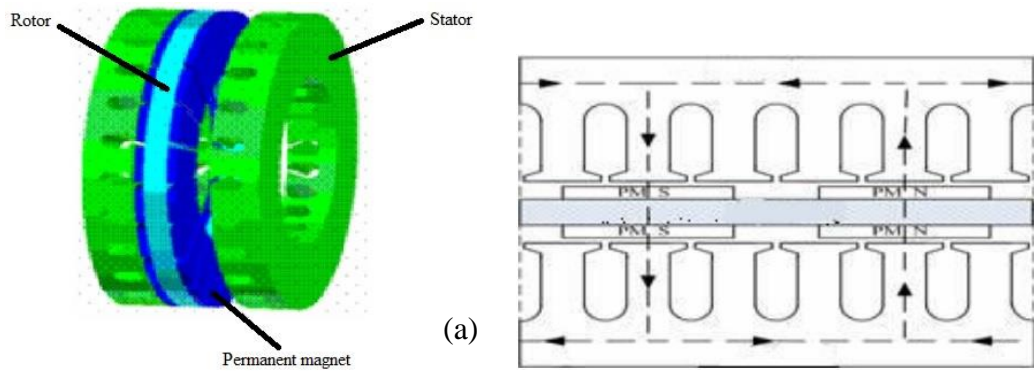 Rotor
Stator
Permanent magnet
(a)
PM S
PM N
PM S
PM N